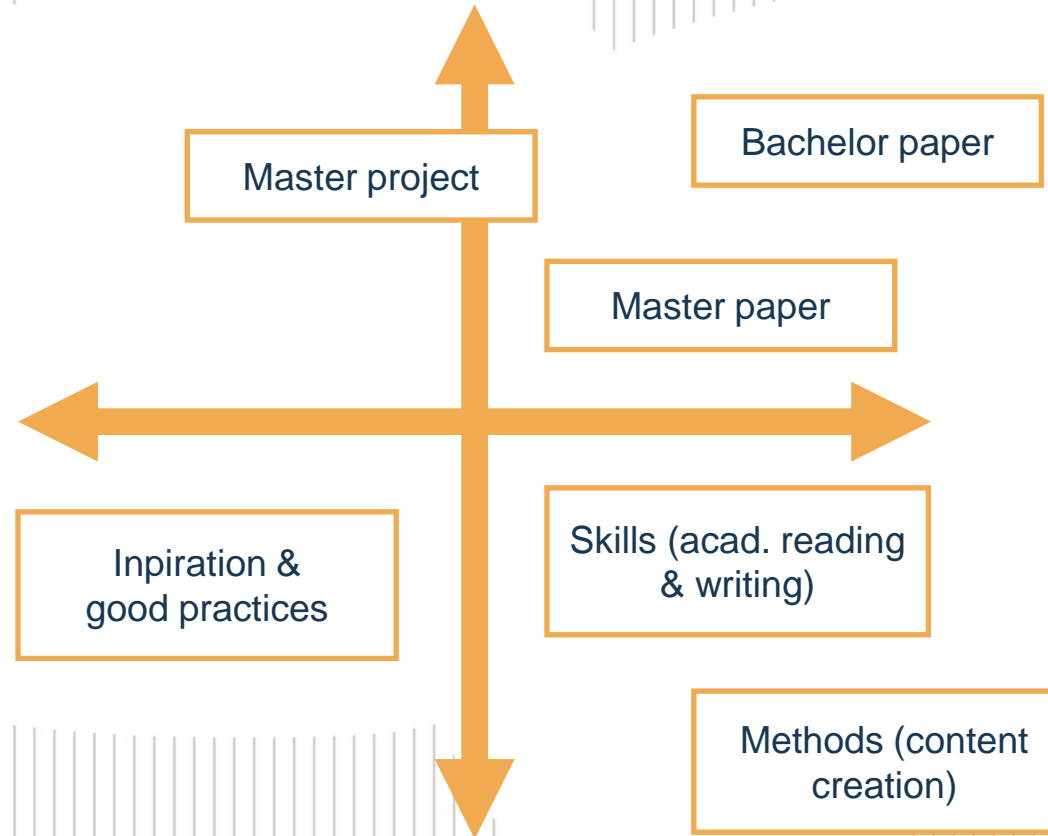 Bachelor paper
Master project
Master paper
Inpiration &
good practices
Skills (acad. reading
& writing)
Methods (content
creation)